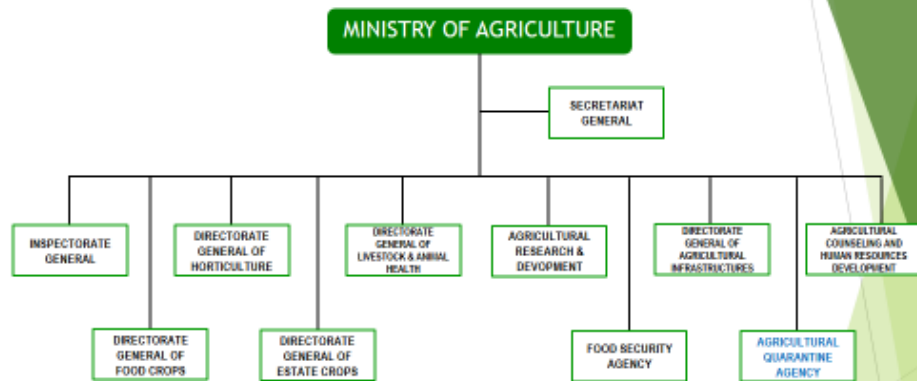 MINISTRY OF AGRICULTURE
SECRETARIAT
GENERAL
INSPECTORATE
GENERAL
DIRECTORATE
GENERAL OF
HORTICULTURE
DIRECTORATE
GENERAL OF
LIVESTOCK & ANIMAL
HEALTH
AGRICULTURAL
RESEARCH &
DEVOPMENT
DIRECTORATE
GENERAL OF
AGRICULTURAL
INFRASTRUCTURES
AGRICULTURAL
COUNSELING AND
HUMAN RESOURCES
DEVELOPMENT
DIRECTORATE
GENERAL OF
FOOD CROPS
DIRECTORATE
GENERAL OF
ESTATE CROPS
FOOD SECURITY
AGENCY
AGRICULTURAL
QUARANTINE
AGENCY